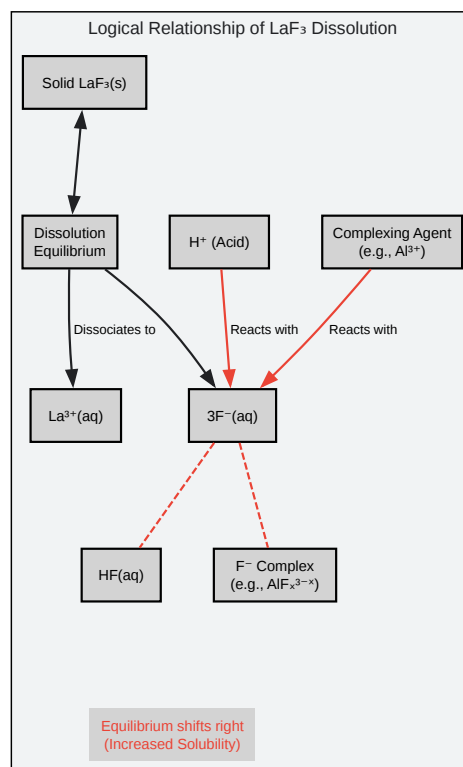 Logical Relationship of LaF₃ Dissolution
Solid LaF₃(s)
Dissolution
Equilibrium
H⁺ (Acid)
Complexing Agent
(e.g., Al³⁺)
Dissociates to
Reacts with
Reacts with
La³⁺(aq)
3F⁻(aq)
HF(aq)
F⁻ Complex
(e.g., AlFₓ³⁻ˣ)
Equilibrium shifts right
(Increased Solubility)